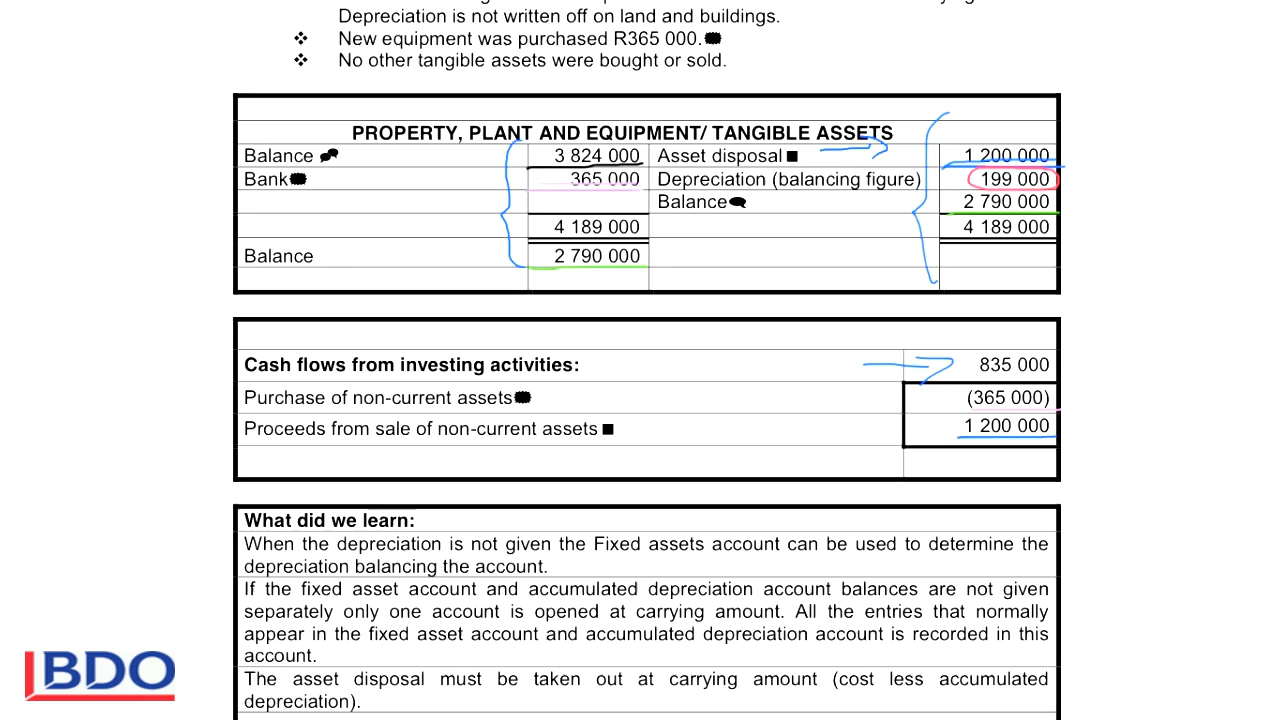 Depreciation is not written off on land and buildings.
❖ New equipment was purchased R365 000.
❖ No other tangible assets were bought or sold.
PROPERTY, PLANT AND EQUIPMENT/ TANGIBLE ASSETS
Balance 3 824 000 Asset disposal ■ 1 200 000
Bank 365 000 Depreciation (balancing figure) 199 000
Balance 2 790 000
4 189 000 4 189 000
Balance 2 790 000
Cash flows from investing activities: 835 000
Purchase of non-current assets (365 000)
Proceeds from sale of non-current assets ■ 1 200 000
What did we learn:
When the depreciation is not given the Fixed assets account can be used to determine the
depreciation balancing the account.
If the fixed asset account and accumulated depreciation account balances are not given
separately only one account is opened at carrying amount. All the entries that normally
appear in the fixed asset account and accumulated depreciation account is recorded in this
account.
The asset disposal must be taken out at carrying amount (cost less accumulated
depreciation).
BDO